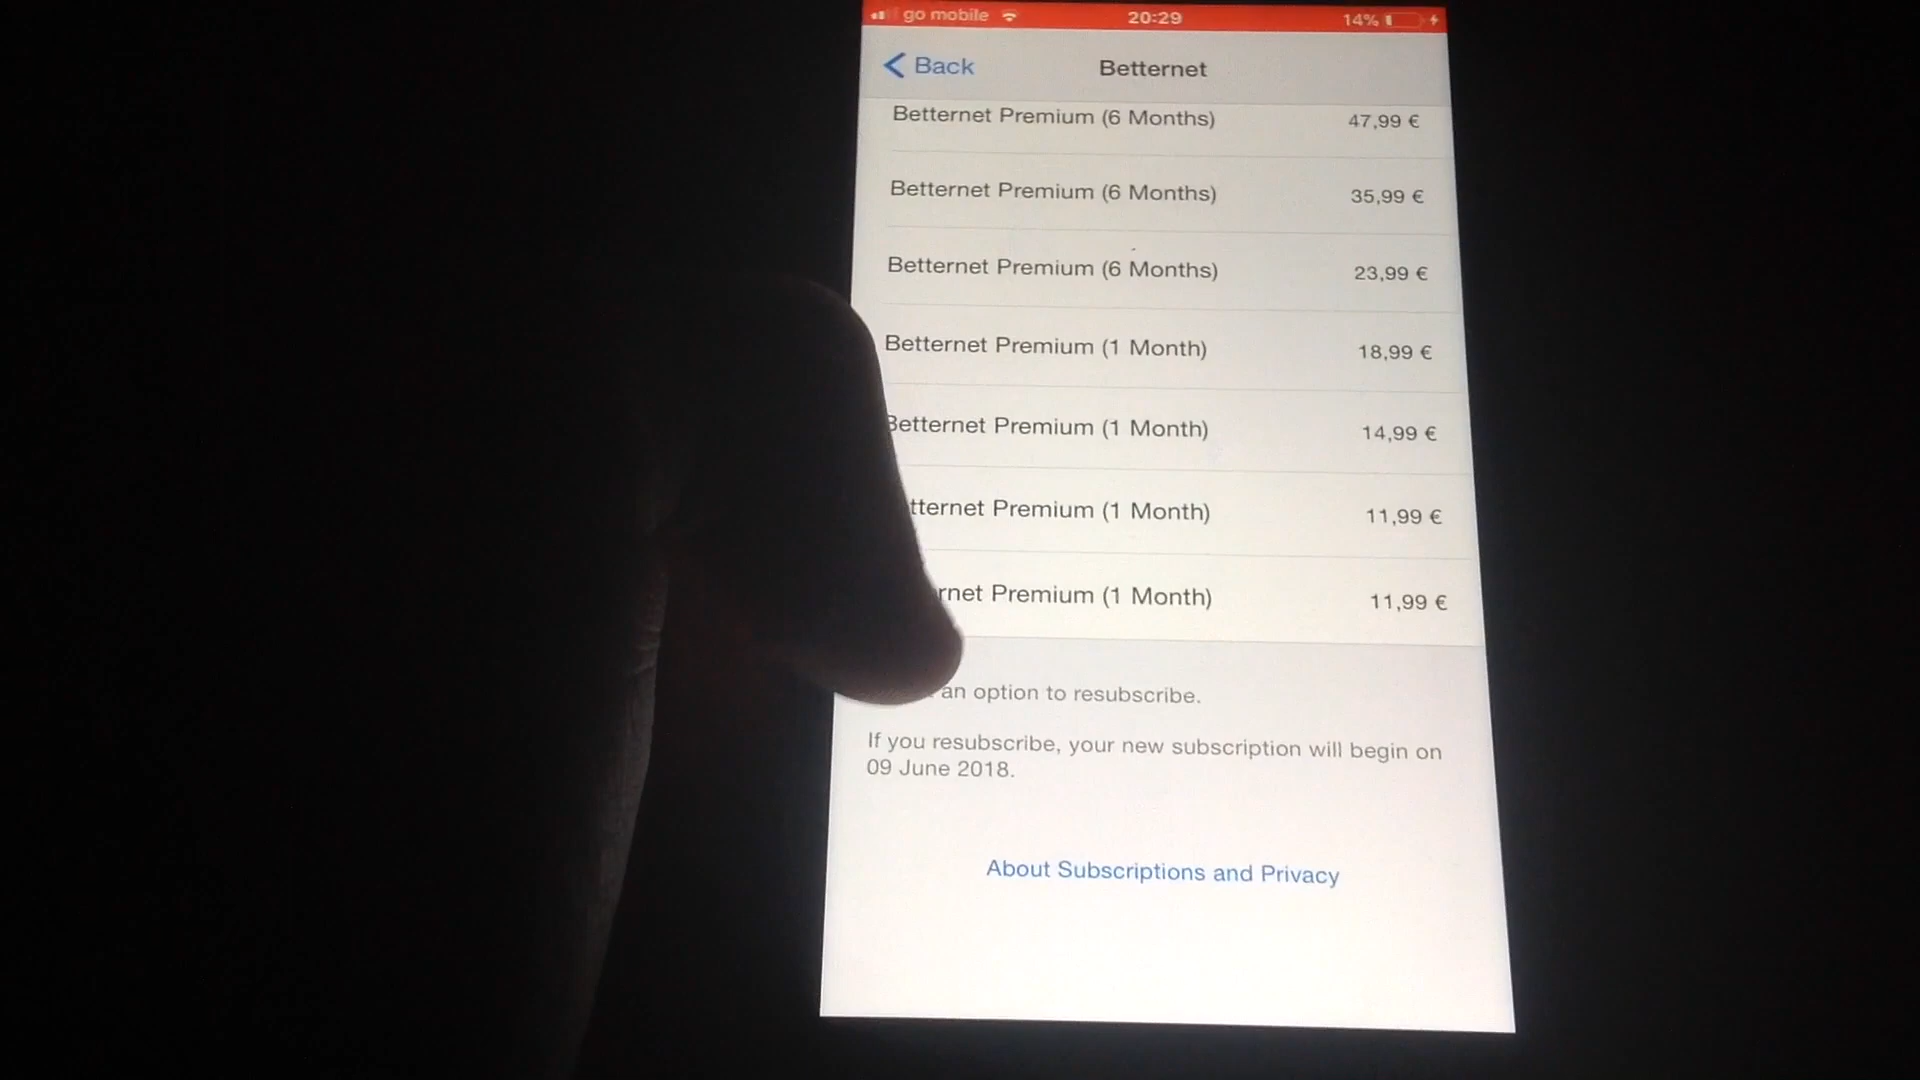 go mobile 20:29 14%
Back Betternet
Betternet Premium (6 Months) 47,99 €
Betternet Premium (6 Months) 35,99 €
Betternet Premium (6 Months) 23,99 €
Betternet Premium (1 Month) 18,99 €
Betternet Premium (1 Month) 14,99 €
tternet Premium (1 Month) 11,99 €
rnet Premium (1 Month) 11,99 €
an option to resubscribe.
If you resubscribe, your new subscription will begin on
09 June 2018.
About Subscriptions and Privacy